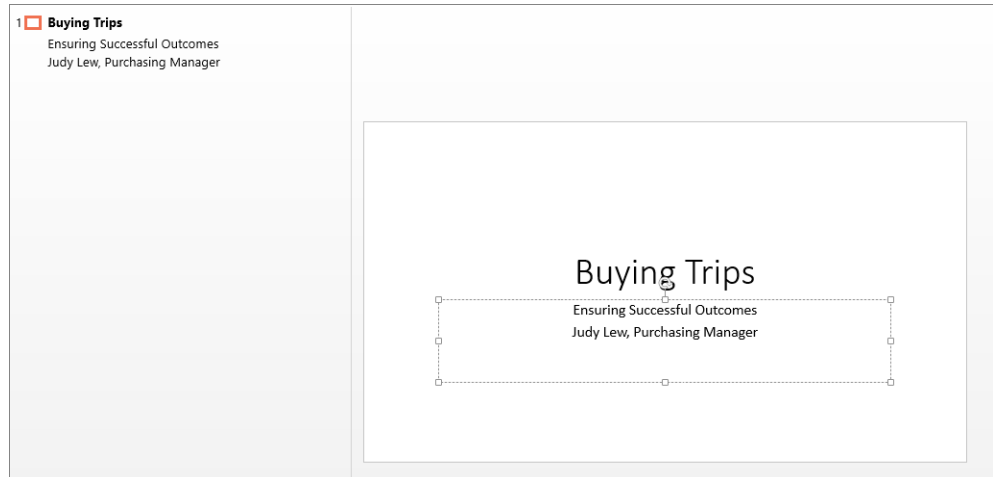 1 Buying Trips
Ensuring Successful Outcomes
Judy Lew, Purchasing Manager
Buying Trips
Ensuring Successful Outcomes
Judy Lew, Purchasing Manager